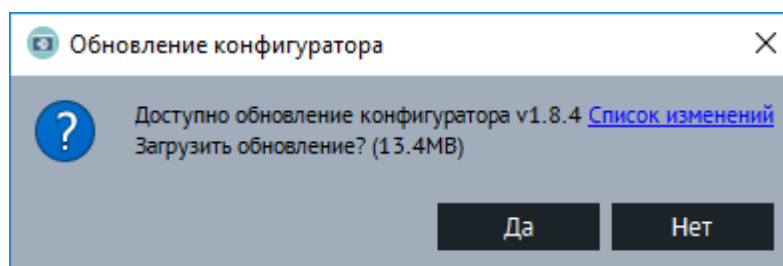 Обновление конфигуратора
Доступно обновление конфигуратора v1.8.4 Список изменений
Загрузить обновление? (13.4MB)
Да Нет